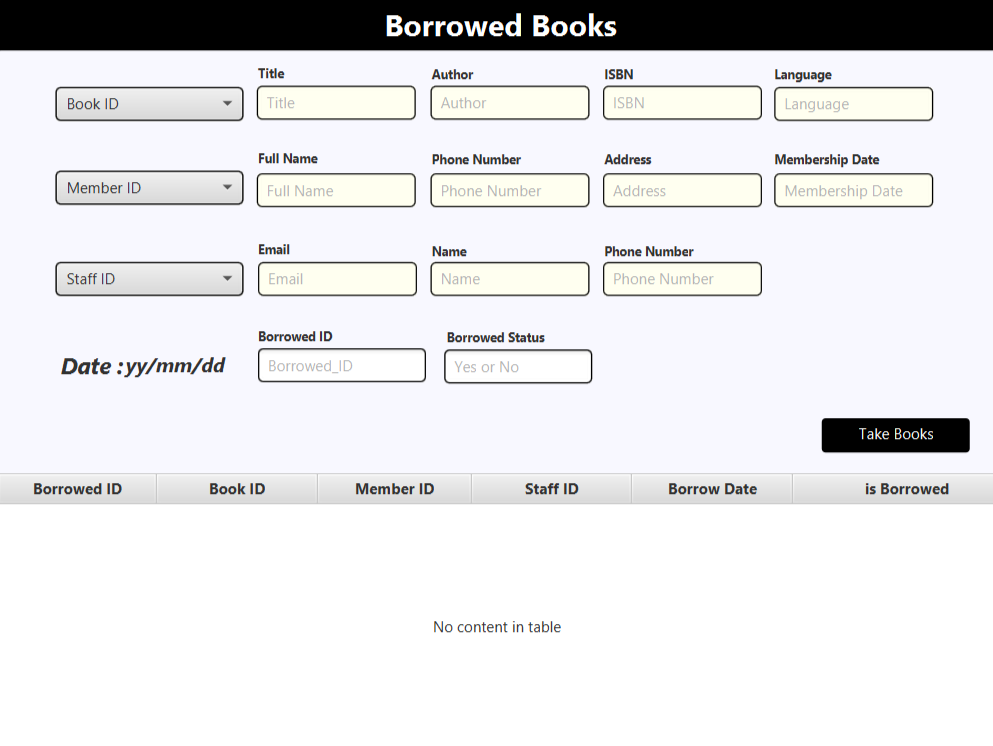 Borrowed Books
Title Author ISBN Language
Book ID Title Author ISBN Language
Full Name Phone Number Address Membership Date
Member ID Full Name Phone Number Address Membership Date
Email Name Phone Number
Staff ID Email Name Phone Number
Borrowed ID Borrowed Status
Date : yy/mm/dd Borrowed_ID Yes or No
Take Books
Borrowed ID Book ID Member ID Staff ID Borrow Date is Borrowed
No content in table